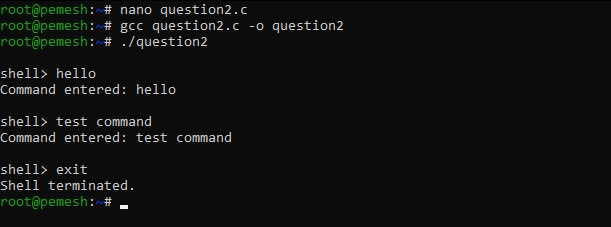 root@pemesh:~# nano question2.c
root@pemesh:~# gcc question2.c -o question2
root@pemesh:~# ./question2
shell> hello
Command entered: hello
shell> test command
Command entered: test command
shell> exit
Shell terminated.
root@pemesh:~#